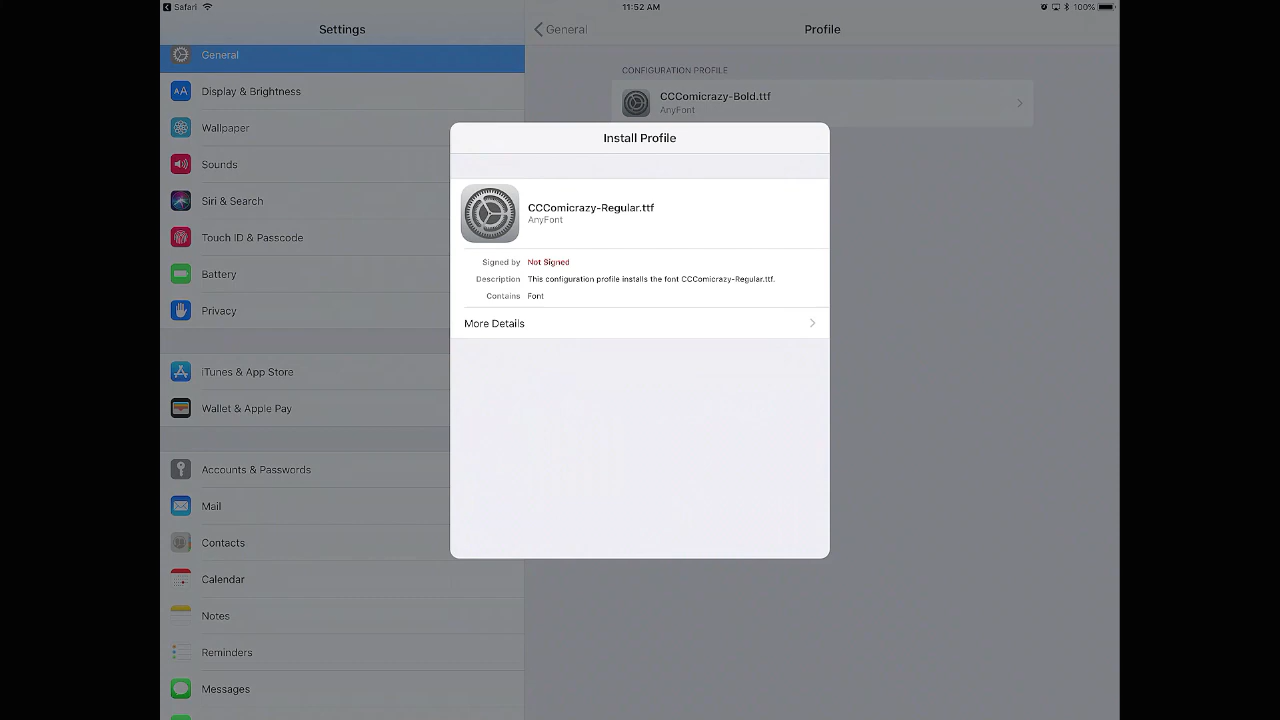 Safari
11:52 AM
100%
Settings
General
Display & Brightness
Wallpaper
Sounds
Siri & Search
Touch ID & Passcode
Battery
Privacy
iTunes & App Store
Wallet & Apple Pay
Accounts & Passwords
Mail
Contacts
Calendar
Notes
Reminders
Messages
General
Profile
CONFIGURATION PROFILE
CCComicrazy-Bold.ttf
AnyFont
Install Profile
CCComicrazy-Regular.ttf
AnyFont
Signed by Not Signed
Description This configuration profile installs the font CCComicrazy-Regular.ttf.
Contains Font
More Details